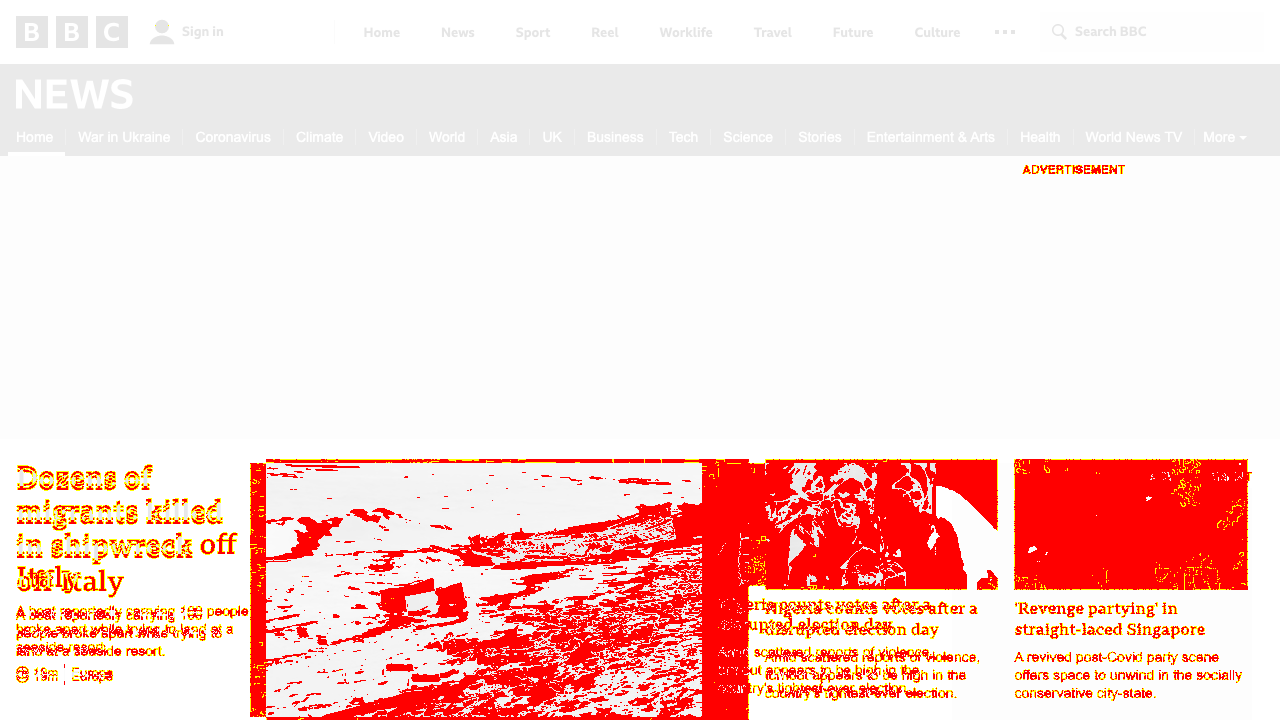 BBC
Sign in
Home
News
Sport
Reel
Worklife
Travel
Future
Culture
Search BBC
NEWS
Home
War in Ukraine
Coronavirus
Climate
Video
World
Asia
UK
Business
Tech
Science
Stories
Entertainment & Arts
Health
World News TV
More
ADVERTISEMENT
Dozens of
migrants killed
in shipwreck off
Italy
off Italy
A boat reportedly carrying people
people broke apart while trying to
land at a seaside resort.
Europe
counts votes after a
disrupted election day
Amid scattered reports of violence,
turnout appears to be high in the
country's tightest-ever election.
'Revenge partying' in
straight-laced Singapore
A revived post-Covid party scene
offers space to unwind in the socially
conservative city-state.